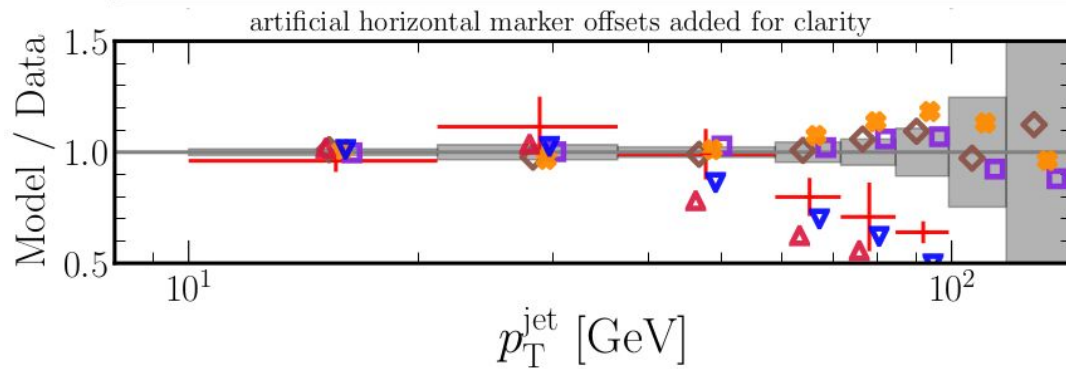 artificial horizontal marker offsets added for clarity
1.5
1.0
0.5
Model / Data
10¹
10²
p_T^jet [GeV]